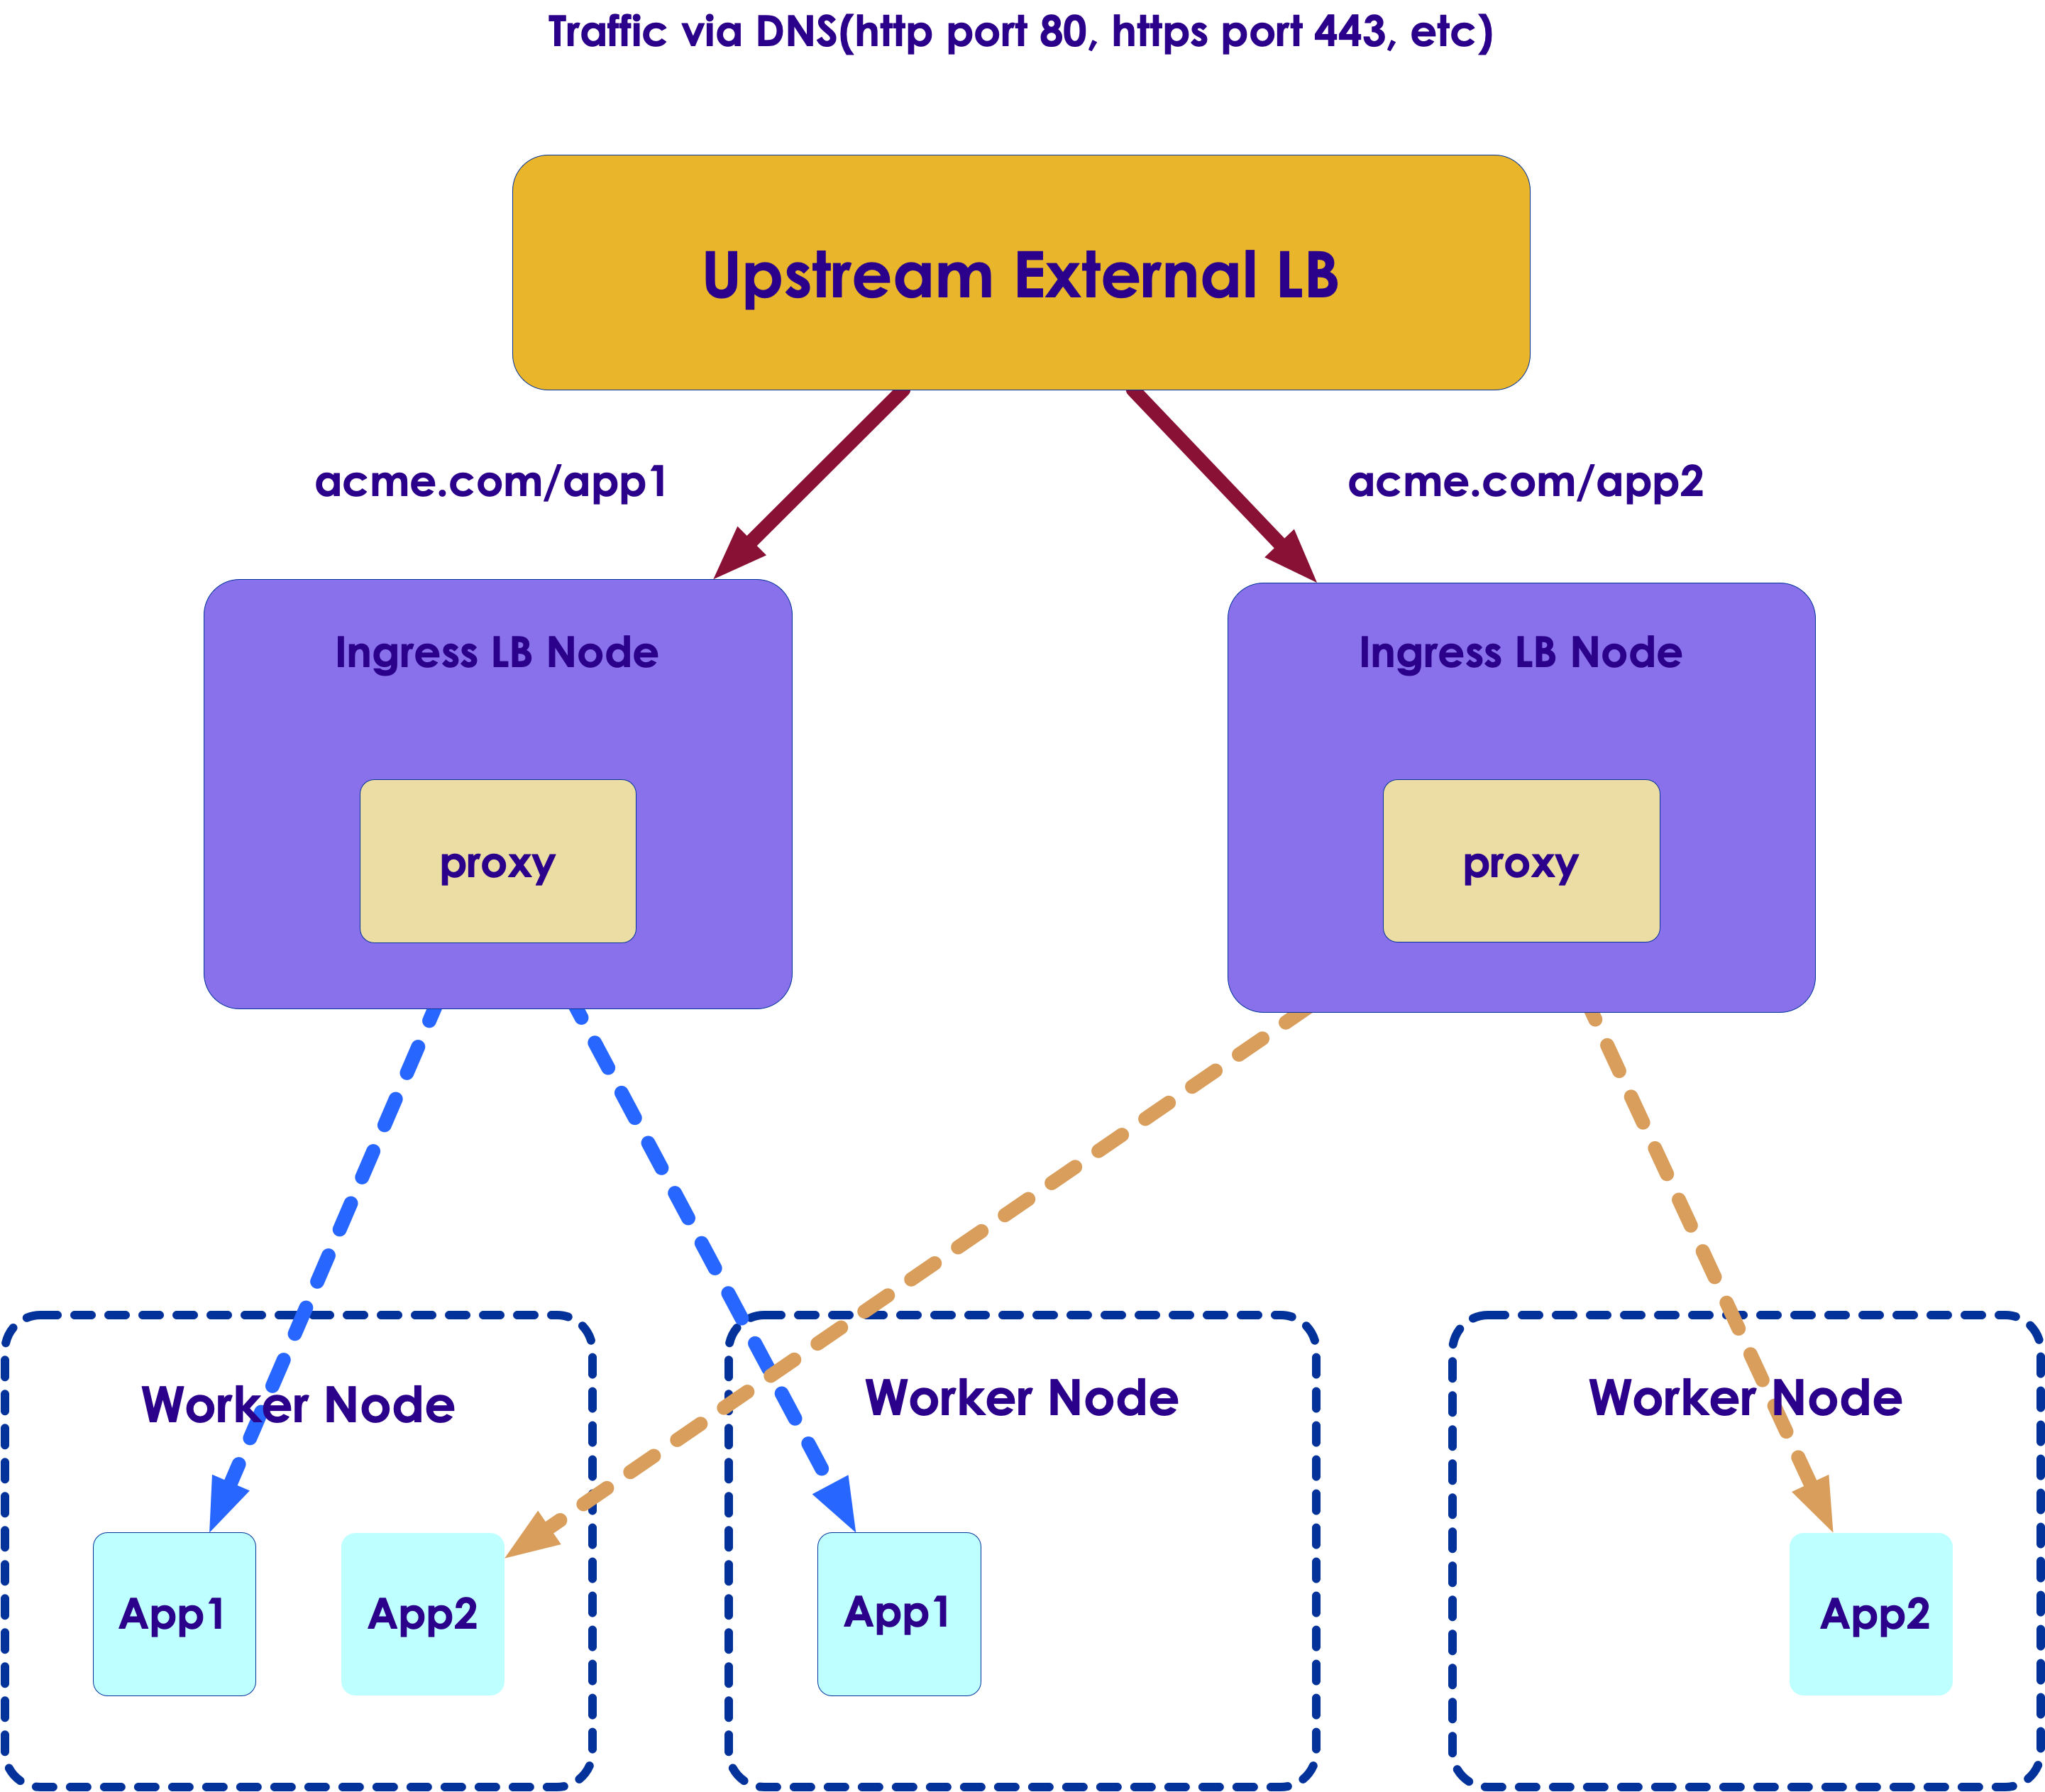 Traffic via DNS(http port 80, https port 443, etc)
Upstream External LB
acme.com/app1
acme.com/app2
Ingress LB Node
Ingress LB Node
proxy
proxy
Worker Node
Worker Node
Worker Node
App1
App2
App1
App2